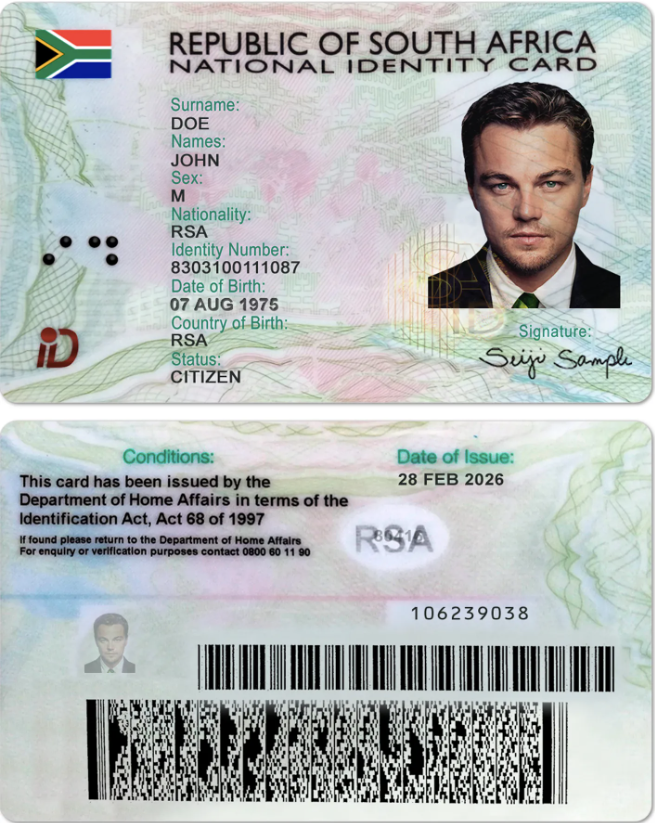 REPUBLIC OF SOUTH AFRICA
NATIONAL IDENTITY CARD
Surname:
DOE
Names:
JOHN
Sex:
M
Nationality:
RSA
Identity Number:
8303100111087
Date of Birth:
07 AUG 1975
Country of Birth:
RSA
Status:
CITIZEN
Signature:
Seiji Sample
iD
Conditions:
Date of Issue:
28 FEB 2026
This card has been issued by the
Department of Home Affairs in terms of the
Identification Act, Act 68 of 1997
If found please return to the Department of Home Affairs
For enquiry or verification purposes contact 0800 60 11 90
RSA
106239038